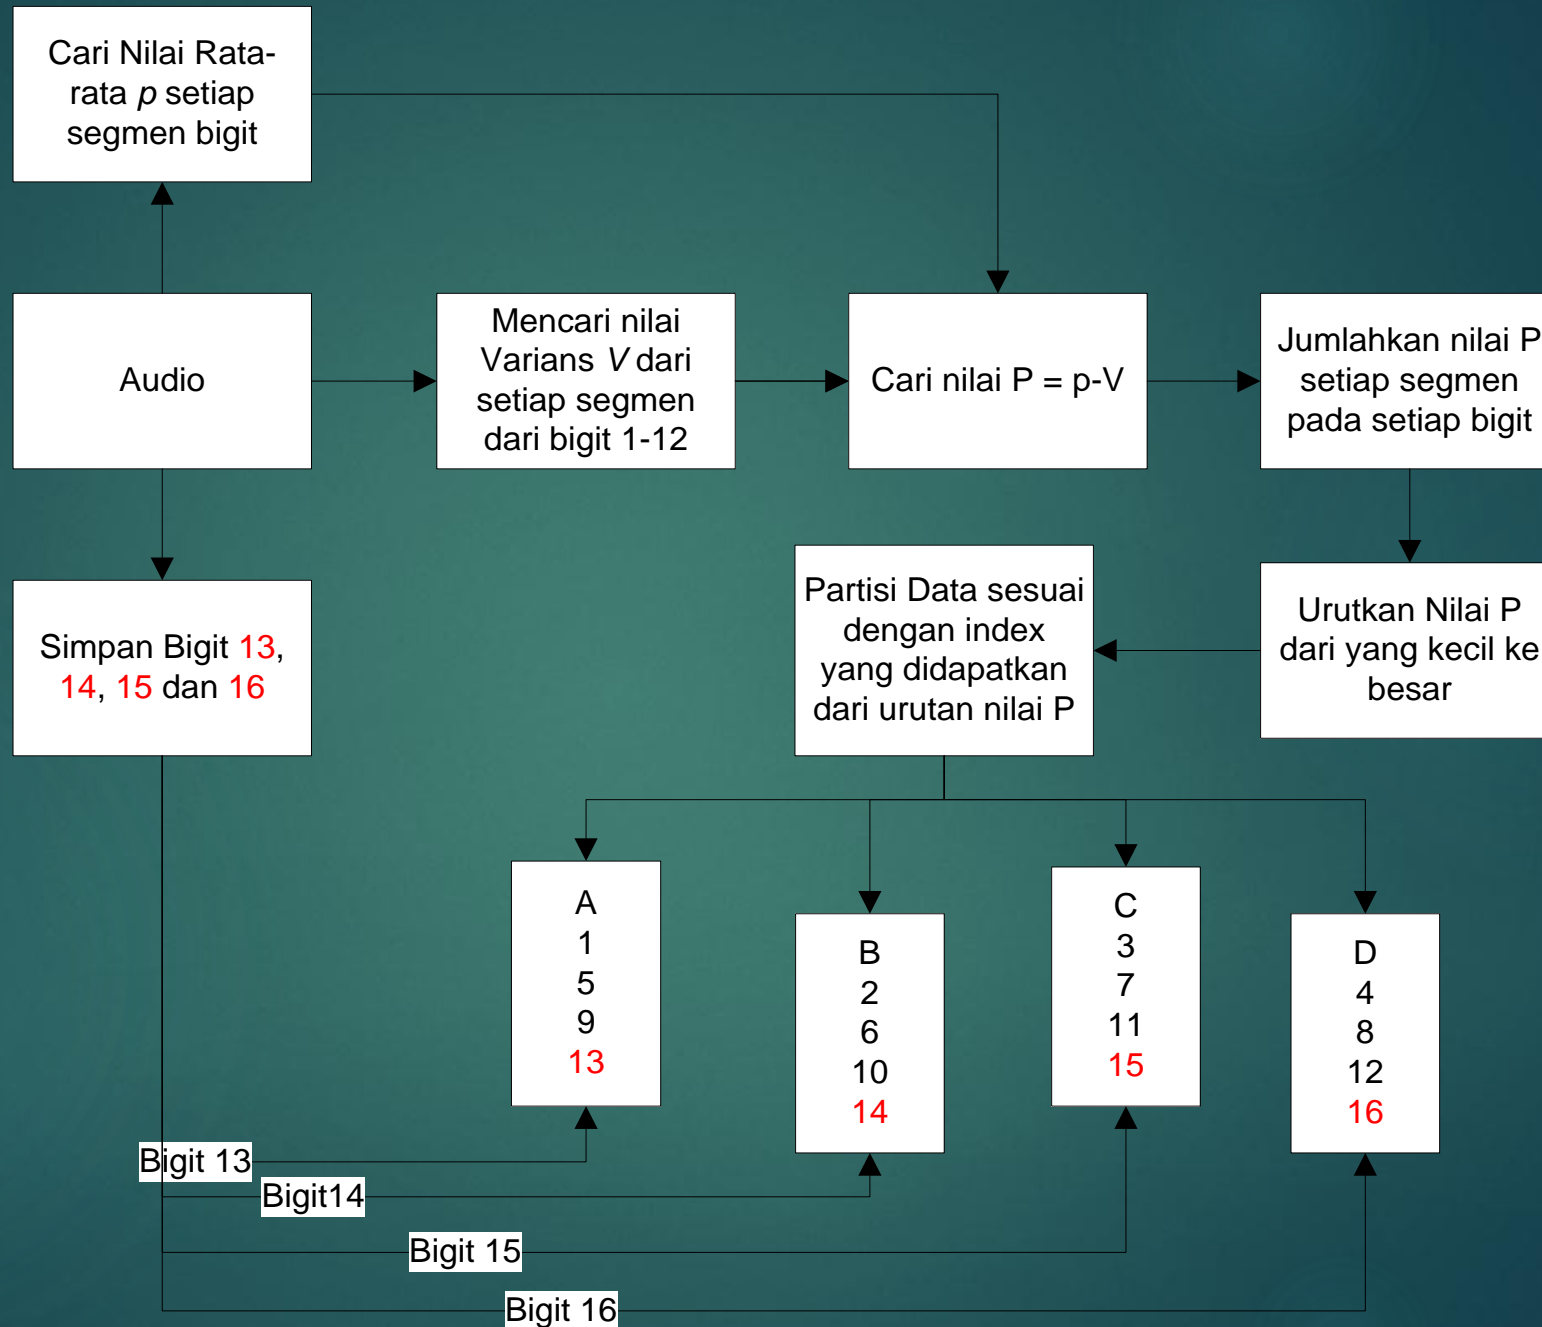 Cari Nilai Rata-
rata p setiap
segmen bigit
Audio
Mencari nilai
Varians V dari
setiap segmen
dari bigit 1-12
Cari nilai P = p-V
Jumlahkan nilai P
setiap segmen
pada setiap bigit
Simpan Bigit 13,
14, 15 dan 16
Partisi Data sesuai
dengan index
yang didapatkan
dari urutan nilai P
Urutkan Nilai P
dari yang kecil ke
besar
A
1
5
9
13
B
2
6
10
14
C
3
7
11
15
D
4
8
12
16
Bigit 13
Bigit14
Bigit 15
Bigit 16